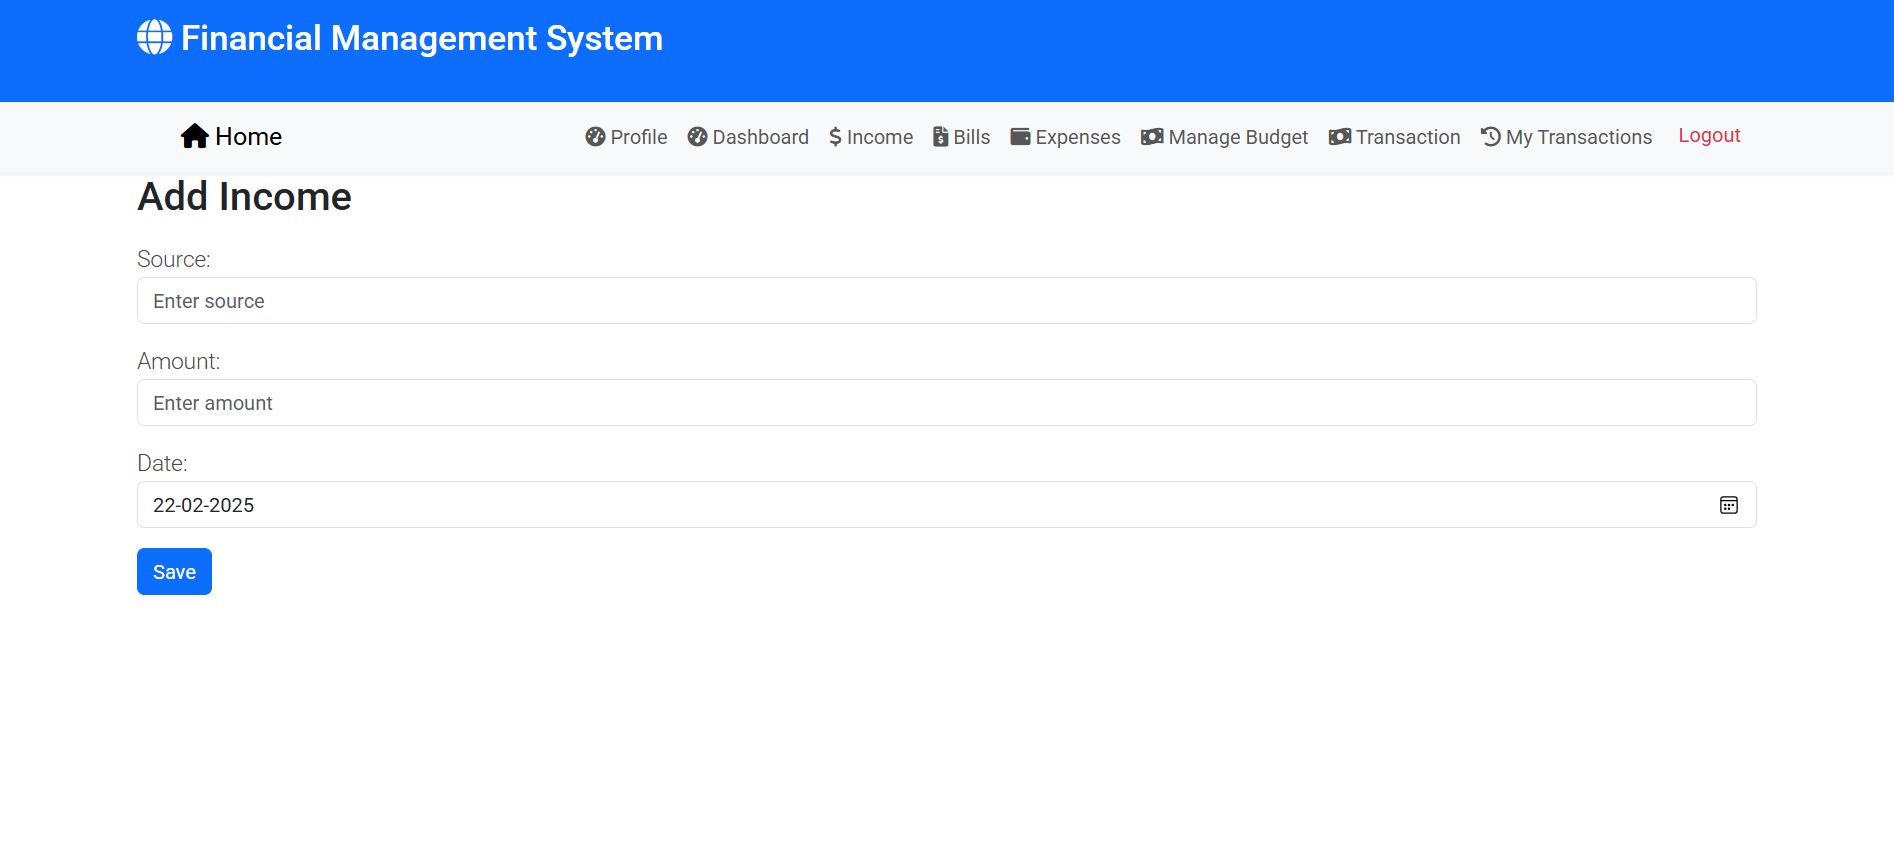 Financial Management System
Home Profile Dashboard Income Bills Expenses Manage Budget Transaction My Transactions Logout
Add Income
Source:
Enter source
Amount:
Enter amount
Date:
22-02-2025
Save